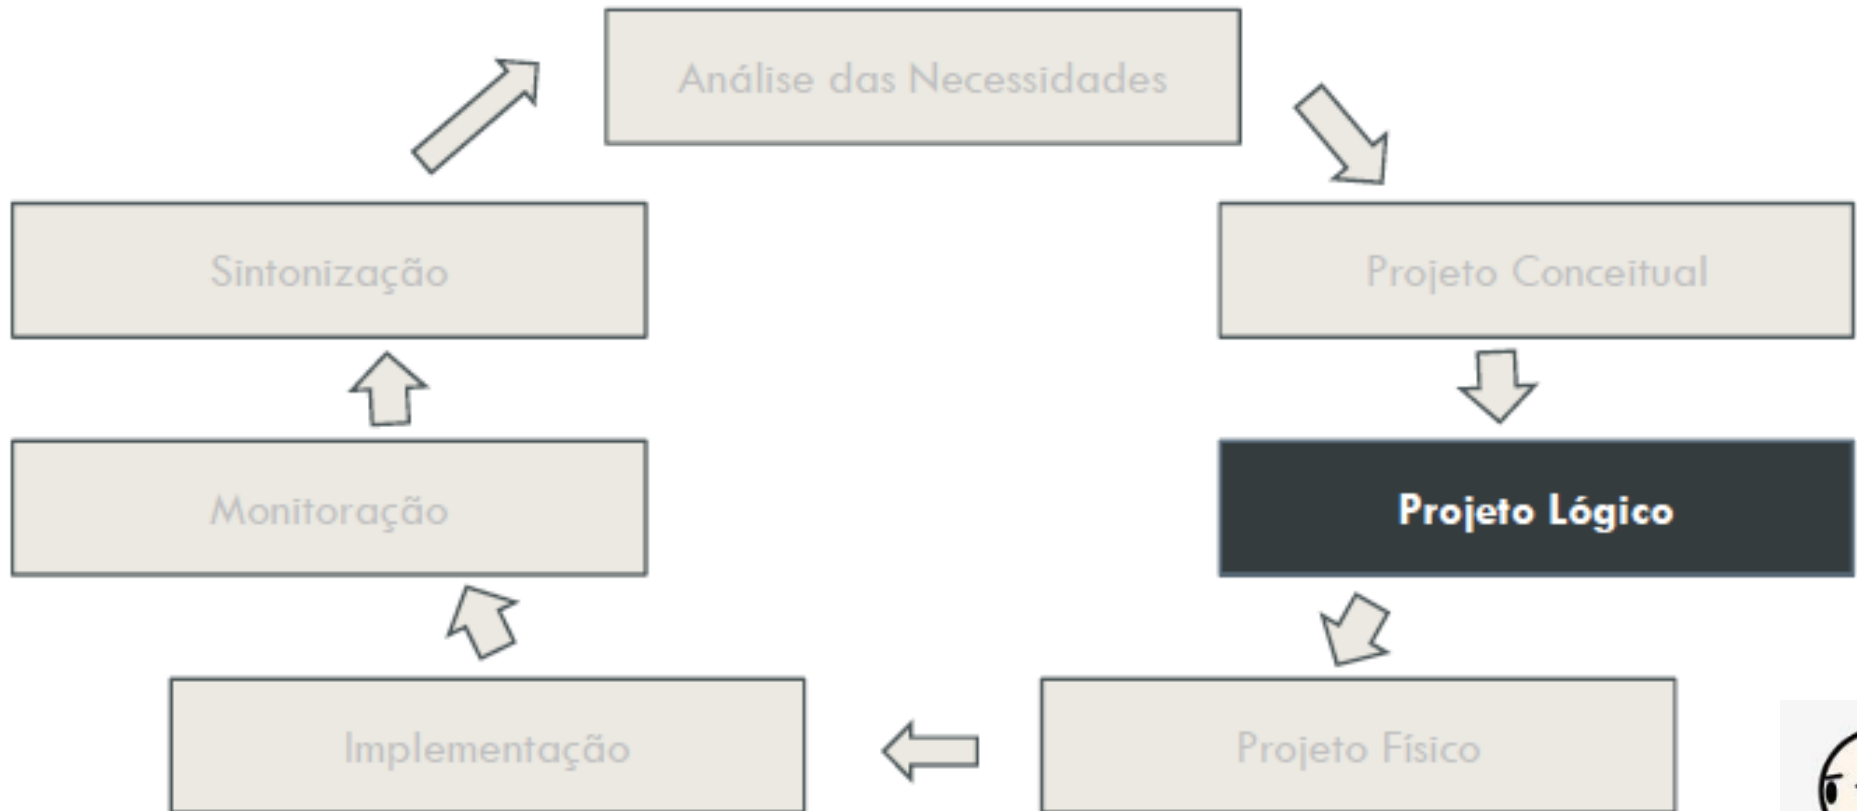 Análise das Necessidades
Sintonização
Projeto Conceitual
Monitoração
Projeto Lógico
Implementação
Projeto Físico